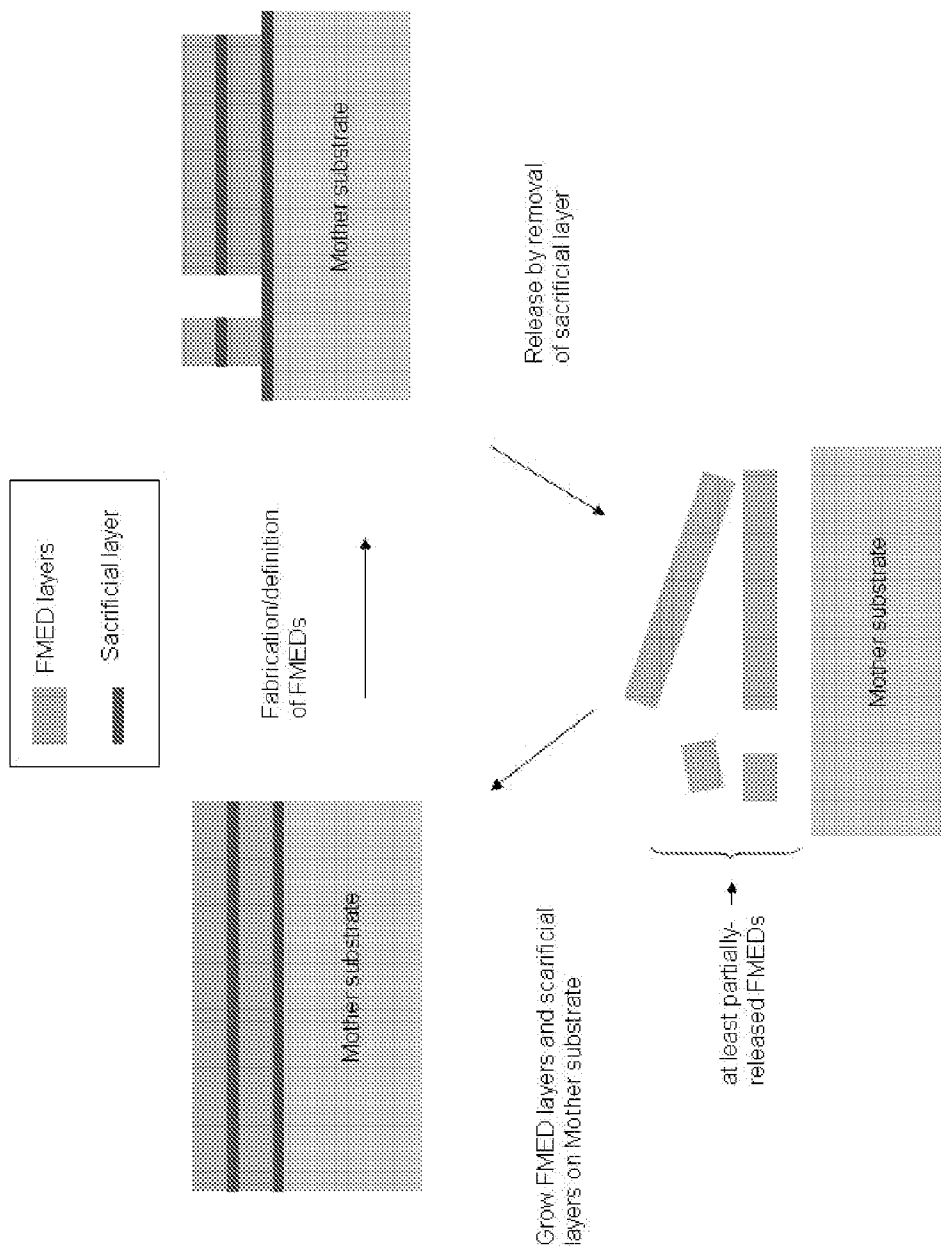 FMED layers
Sacrificial layer
Mother substrate
Fabrication/definition
of FMEDs
Mother substrate
Grow FMED layers and scarificial
layers on Mother substrate
Release by removal
of sacrificial layer
at least partially-
released FMEDs
Mother substrate